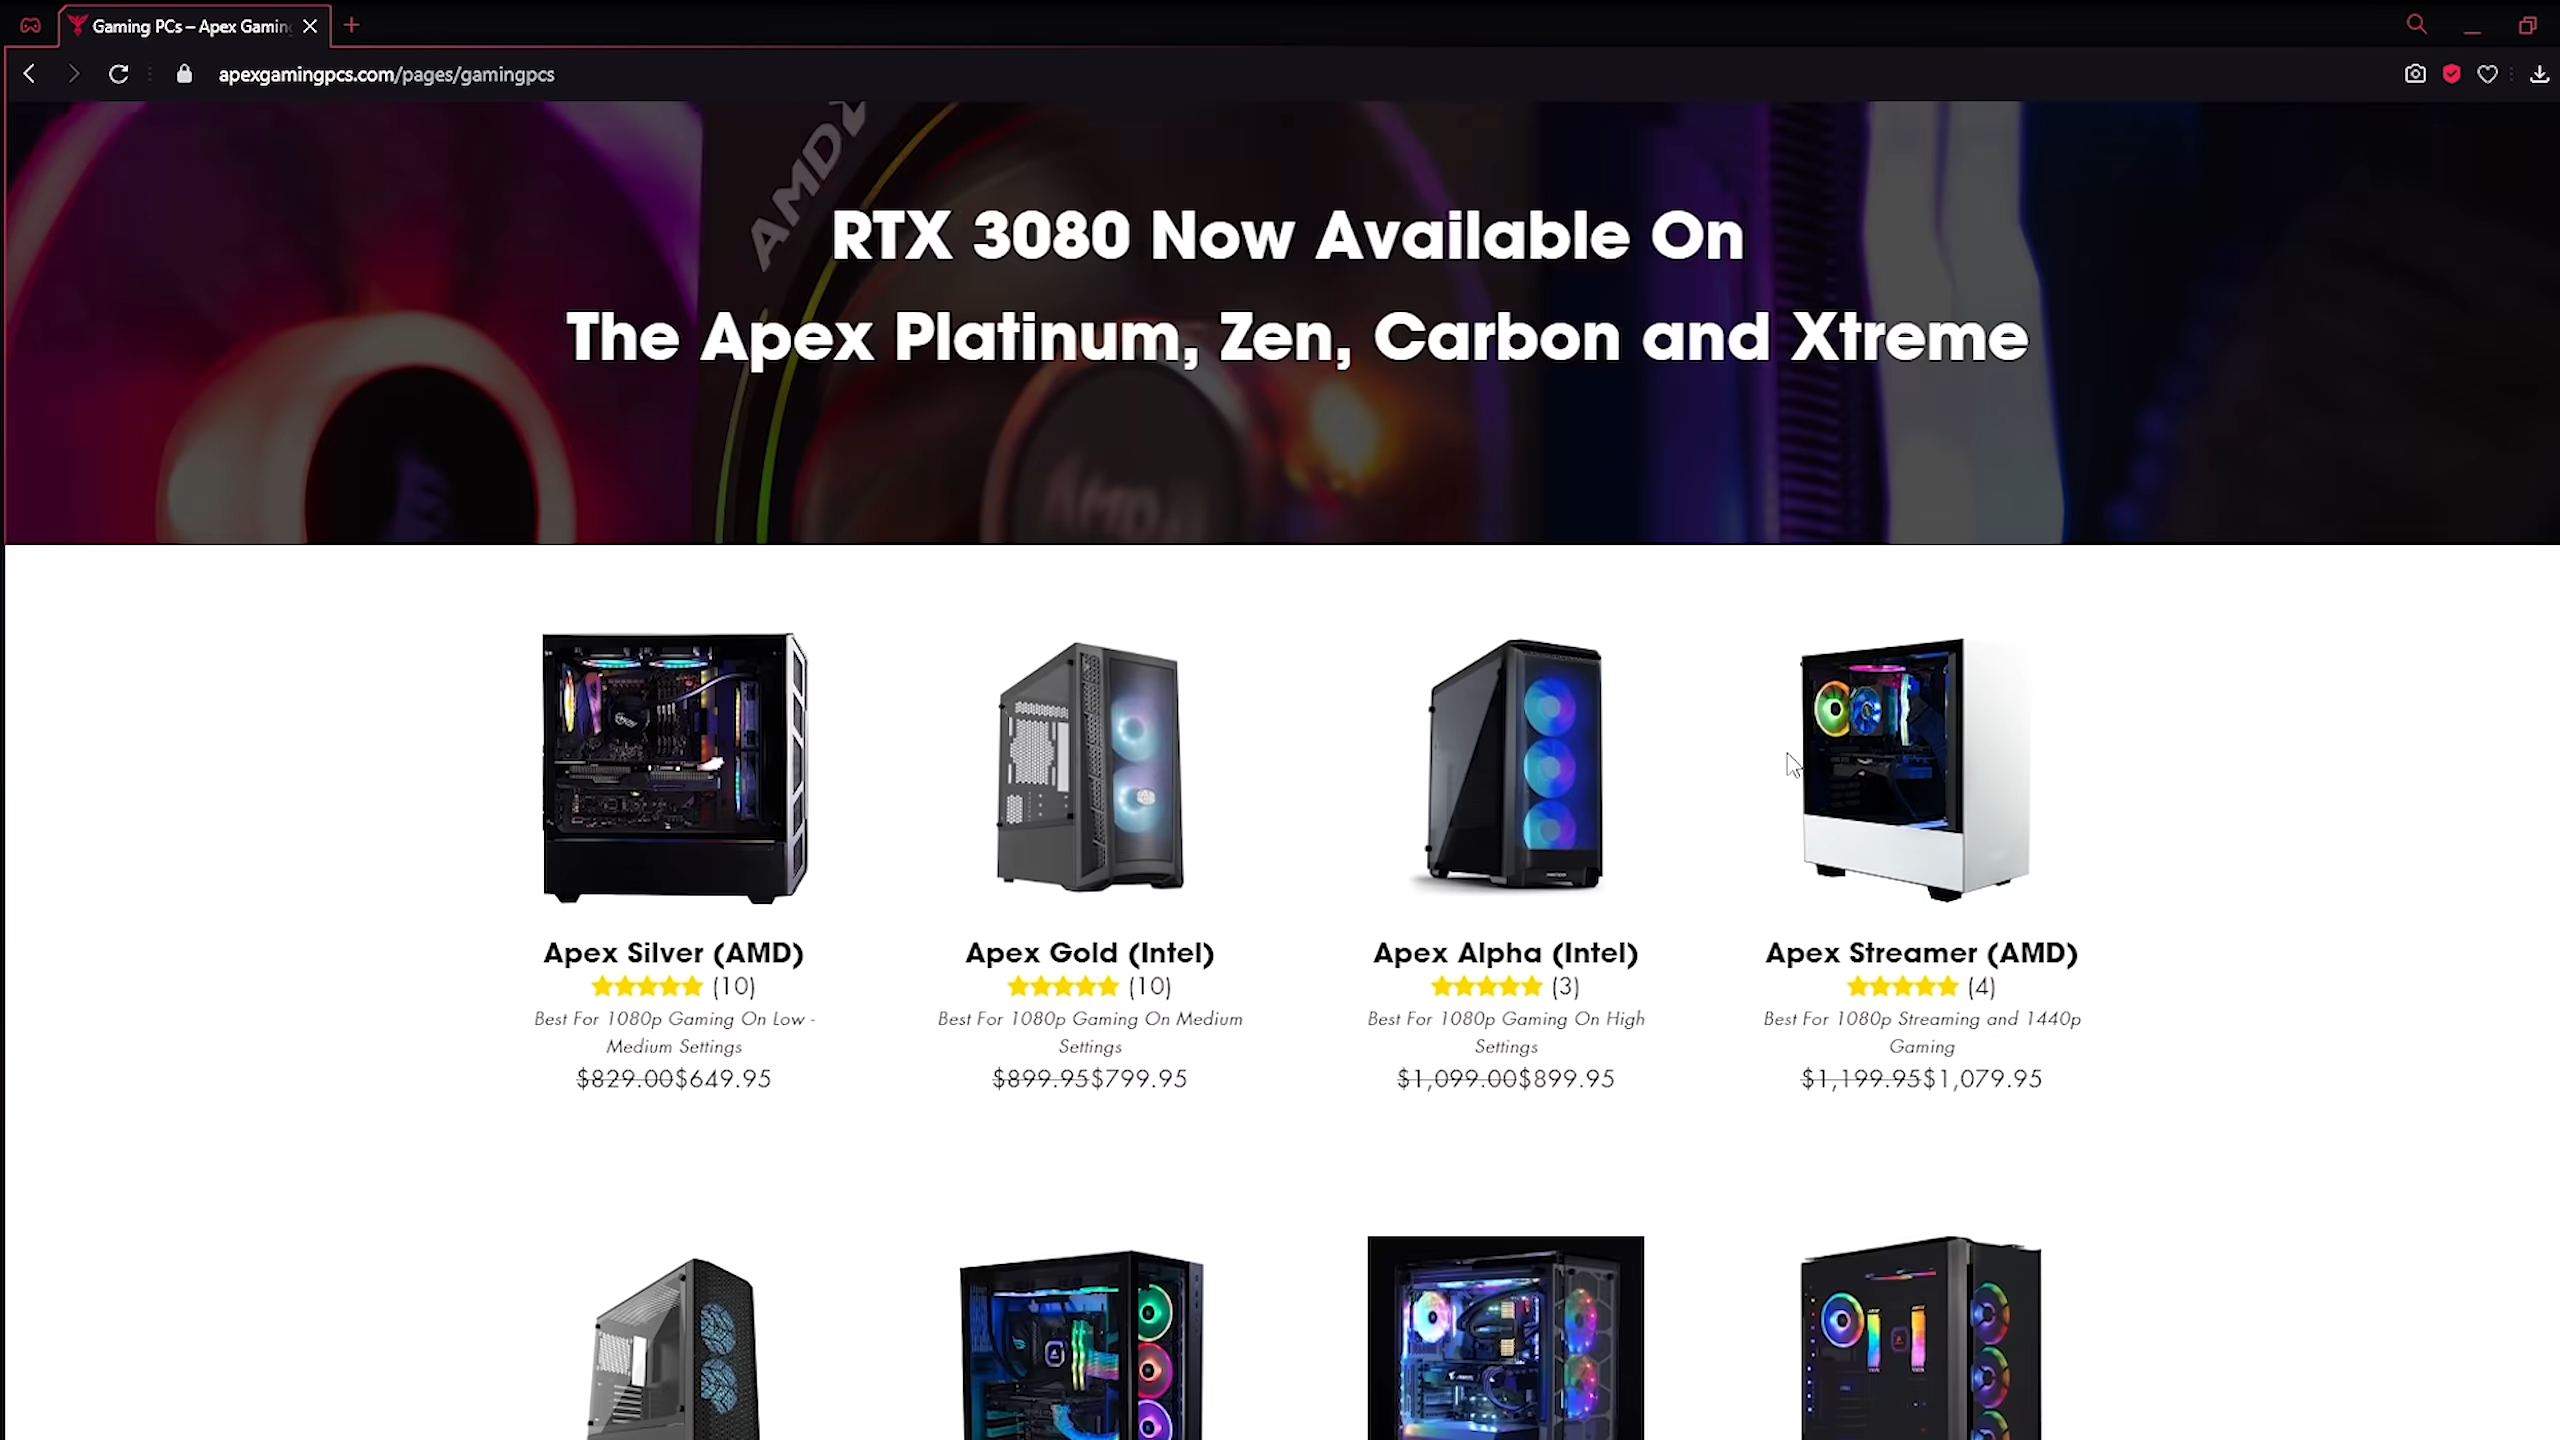 Gaming PCs – Apex Gamin
apexgamingpcs.com/pages/gamingpcs
AMD
RTX 3080 Now Available On
The Apex Platinum, Zen, Carbon and Xtreme
AMD
Apex Silver (AMD)
(10)
Best For 1080p Gaming On Low -
Medium Settings
$829.00$649.95
Apex Gold (Intel)
(10)
Best For 1080p Gaming On Medium
Settings
$899.95$799.95
Apex Alpha (Intel)
(3)
Best For 1080p Gaming On High
Settings
$1,099.00$899.95
Apex Streamer (AMD)
(4)
Best For 1080p Streaming and 1440p
Gaming
$1,199.95$1,079.95